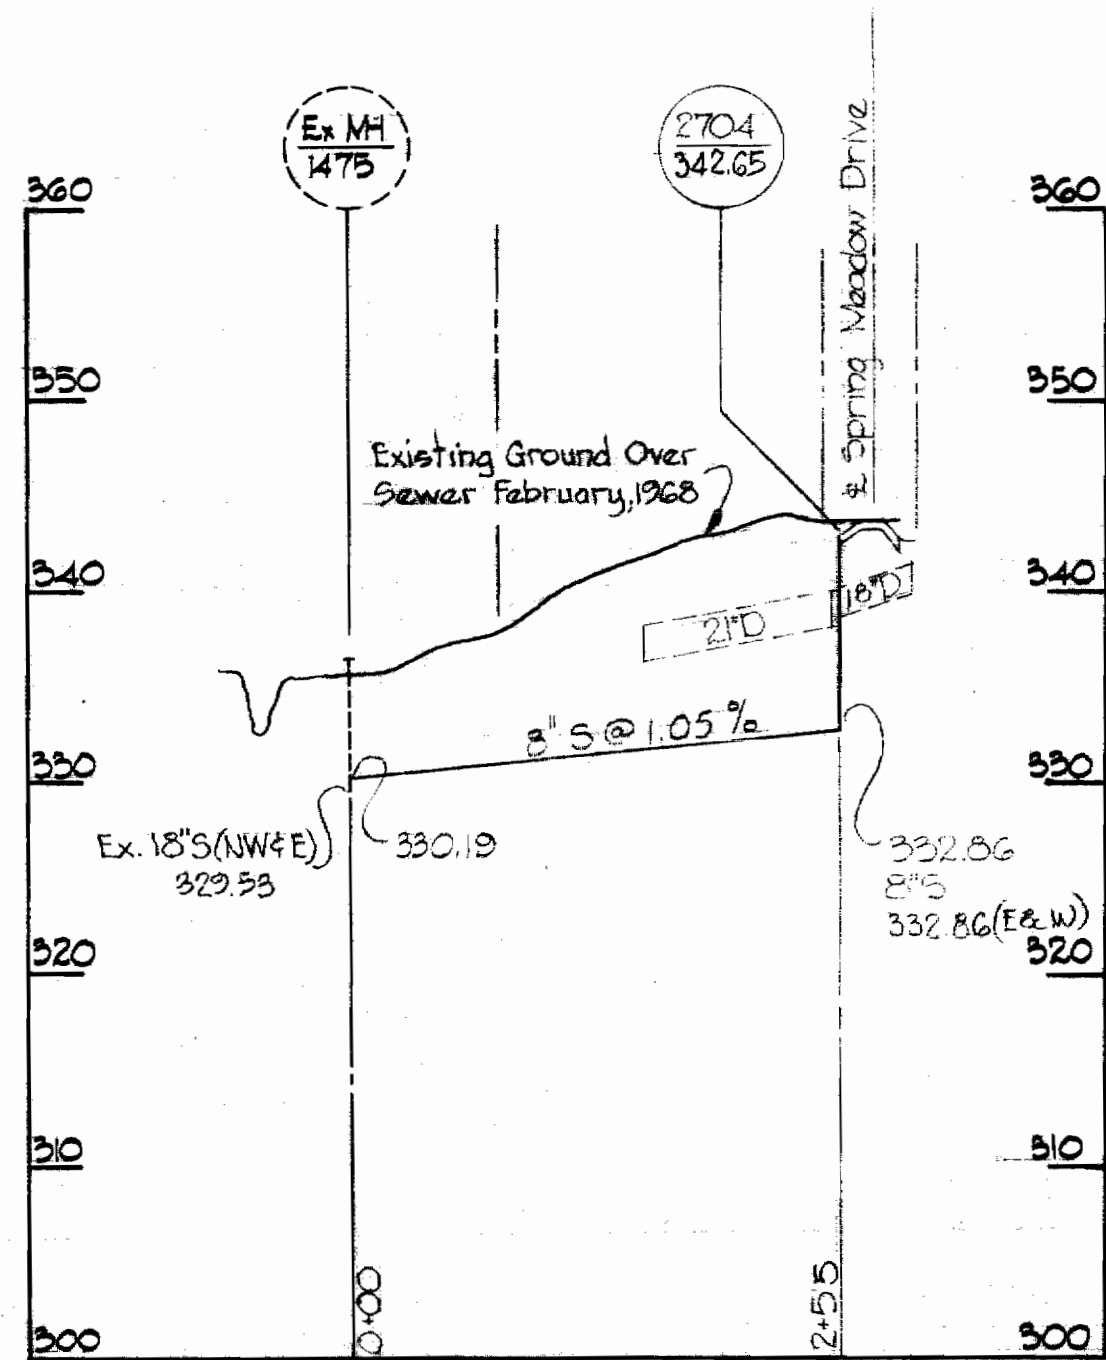 Ex MH
1475
2704
342.65
℄ Spring Meadow Drive
360
360
350
350
Existing Ground Over
Sewer February, 1968
340
340
18"D
21"D
8" S @ 1.05 %
330
330
Ex. 18"S(NW&E)
329.53
330.19
332.86
8"S
332.86(E&W)
320
320
310
310
0+00
2+55
300
300